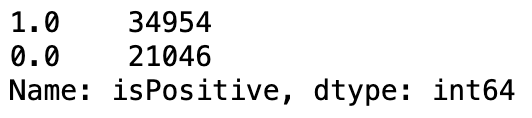 1.0    34954
0.0    21046
Name: isPositive, dtype: int64